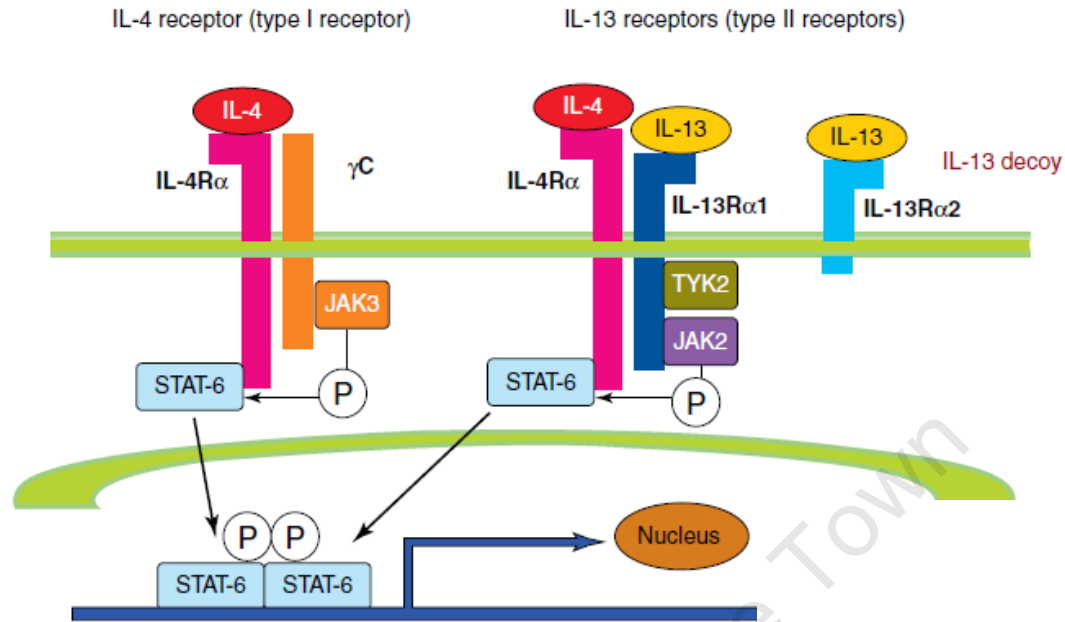 IL-4 receptor (type I receptor)
IL-13 receptors (type II receptors)
IL-4
IL-4Rα
γC
JAK3
STAT-6
P
IL-4
IL-13
IL-4Rα
IL-13Rα1
TYK2
JAK2
STAT-6
P
IL-13
IL-13Rα2
IL-13 decoy
P
P
STAT-6
STAT-6
Nucleus
Town